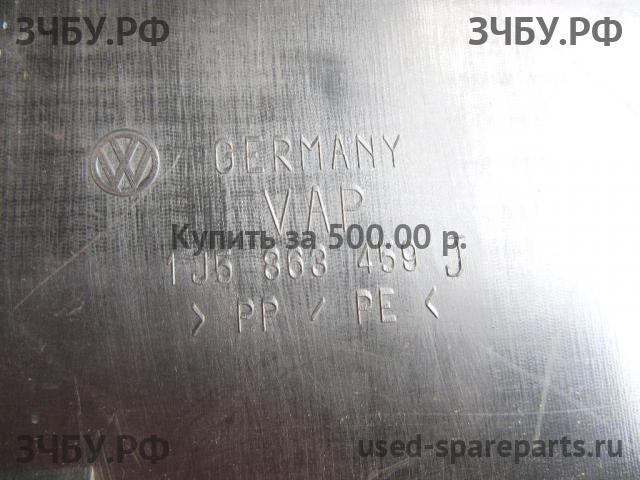 ЗЧБУ.РФ ЗЧБУ.РФ
GERMANY
VAP
Купить за 500.00 р.
1J5 863 459 J
> PP / PE <
ЗЧБУ.РФ used-spareparts.ru